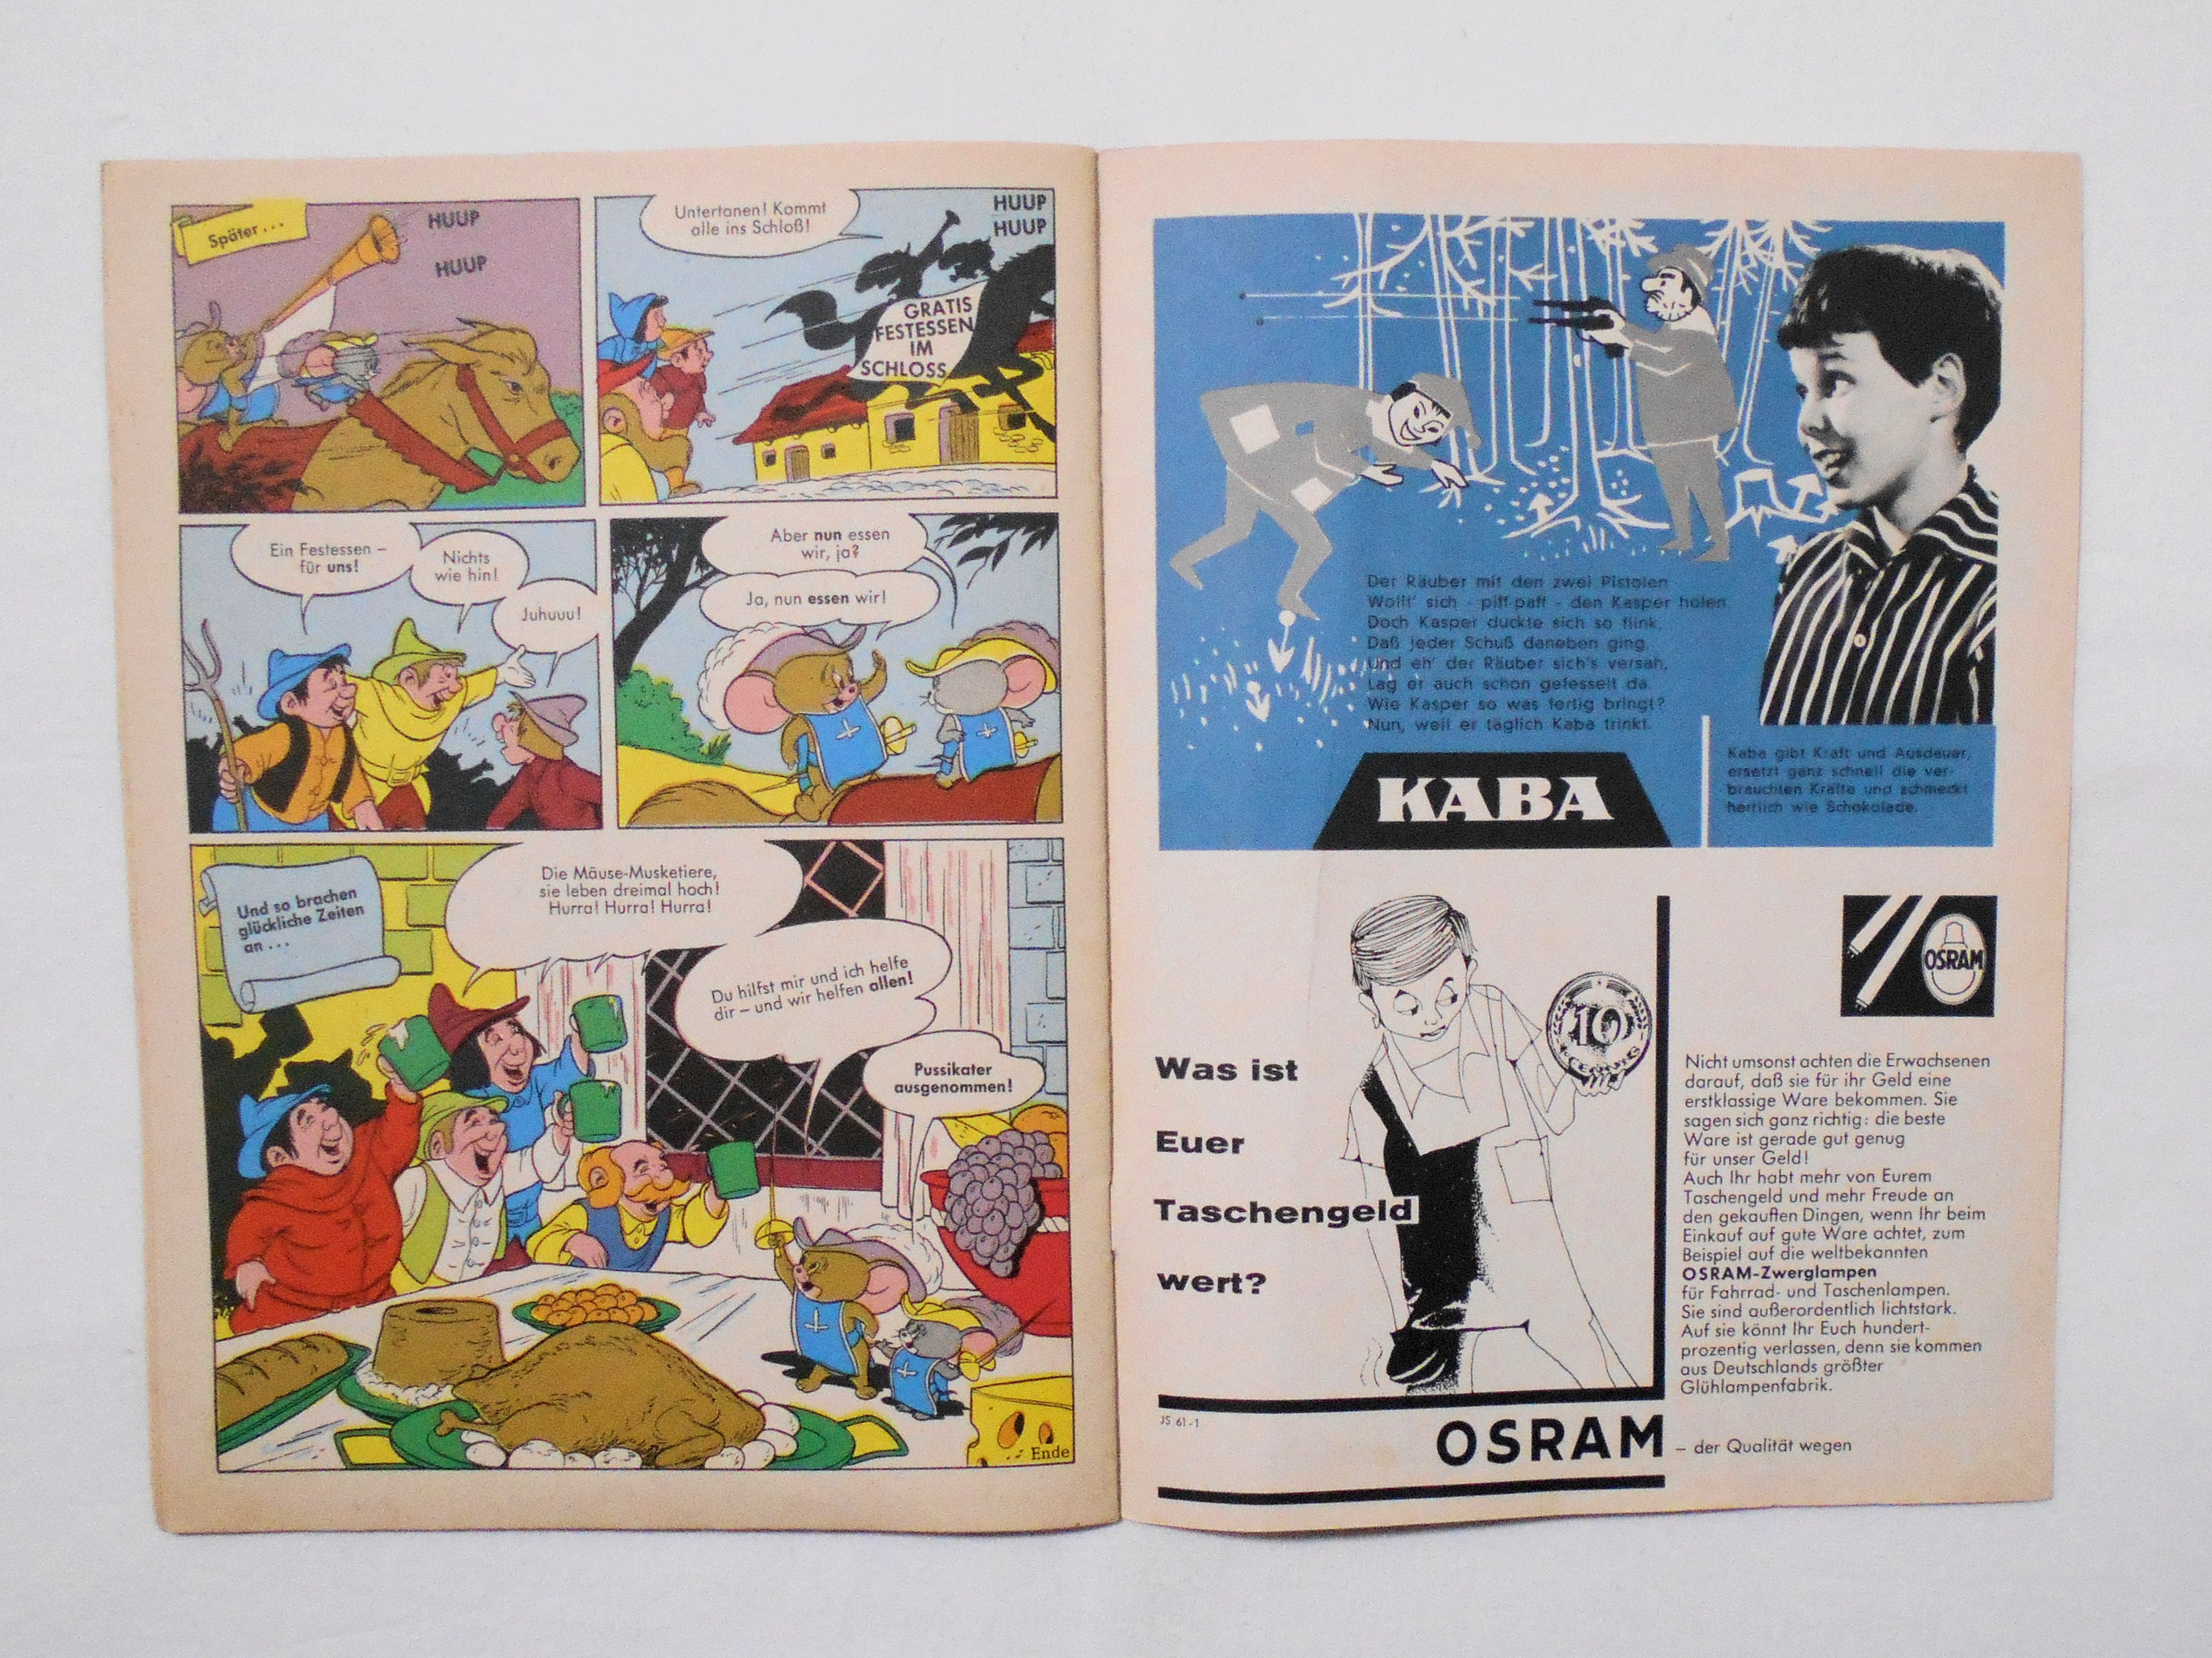 Später...
HUUP
HUUP
Untertanen! Kommt
alle ins Schloß!
HUUP
HUUP
GRATIS
FESTESSEN
IM
SCHLOSS
Ein Festessen –
für uns!
Nichts
wie hin!
Juhuuu!
Aber nun essen
wir, ja?
Ja, nun essen wir!
Und so brachen
glückliche Zeiten
an...
Die Mäuse-Musketiere,
sie leben dreimal hoch!
Hurra! Hurra! Hurra!
Du hilfst mir und ich helfe
dir – und wir helfen allen!
Pussikater
ausgenommen!
Ende
Der Räuber mit den zwei Pistolen
Wollt' sich - piff-paff - den Kasper holen.
Doch Kasper duckte sich so flink,
Daß jeder Schuß daneben ging.
Und eh' der Räuber sich's versah,
Lag er auch schon gefesselt da.
Wie Kasper so was fertig bringt?
Nun, weil er täglich Kaba trinkt.
KABA
Kaba gibt Kraft und Ausdauer,
ersetzt ganz schnell die ver-
brauchten Kräfte und schmeckt
herrlich wie Schokolade.
Was ist
Euer
Taschengeld
wert?
10
PFENNIG
OSRAM
Nicht umsonst achten die Erwachsenen
darauf, daß sie für ihr Geld eine
erstklassige Ware bekommen. Sie
sagen sich ganz richtig: die beste
Ware ist gerade gut genug
für unser Geld!
Auch Ihr habt mehr von Eurem
Taschengeld und mehr Freude an
den gekauften Dingen, wenn Ihr beim
Einkauf auf gute Ware achtet, zum
Beispiel auf die weltbekannten
OSRAM-Zwerglampen
für Fahrrad- und Taschenlampen.
Sie sind außerordentlich lichtstark.
Auf sie könnt Ihr Euch hundert-
prozentig verlassen, denn sie kommen
aus Deutschlands größter
Glühlampenfabrik.
JS 61-1
OSRAM – der Qualität wegen